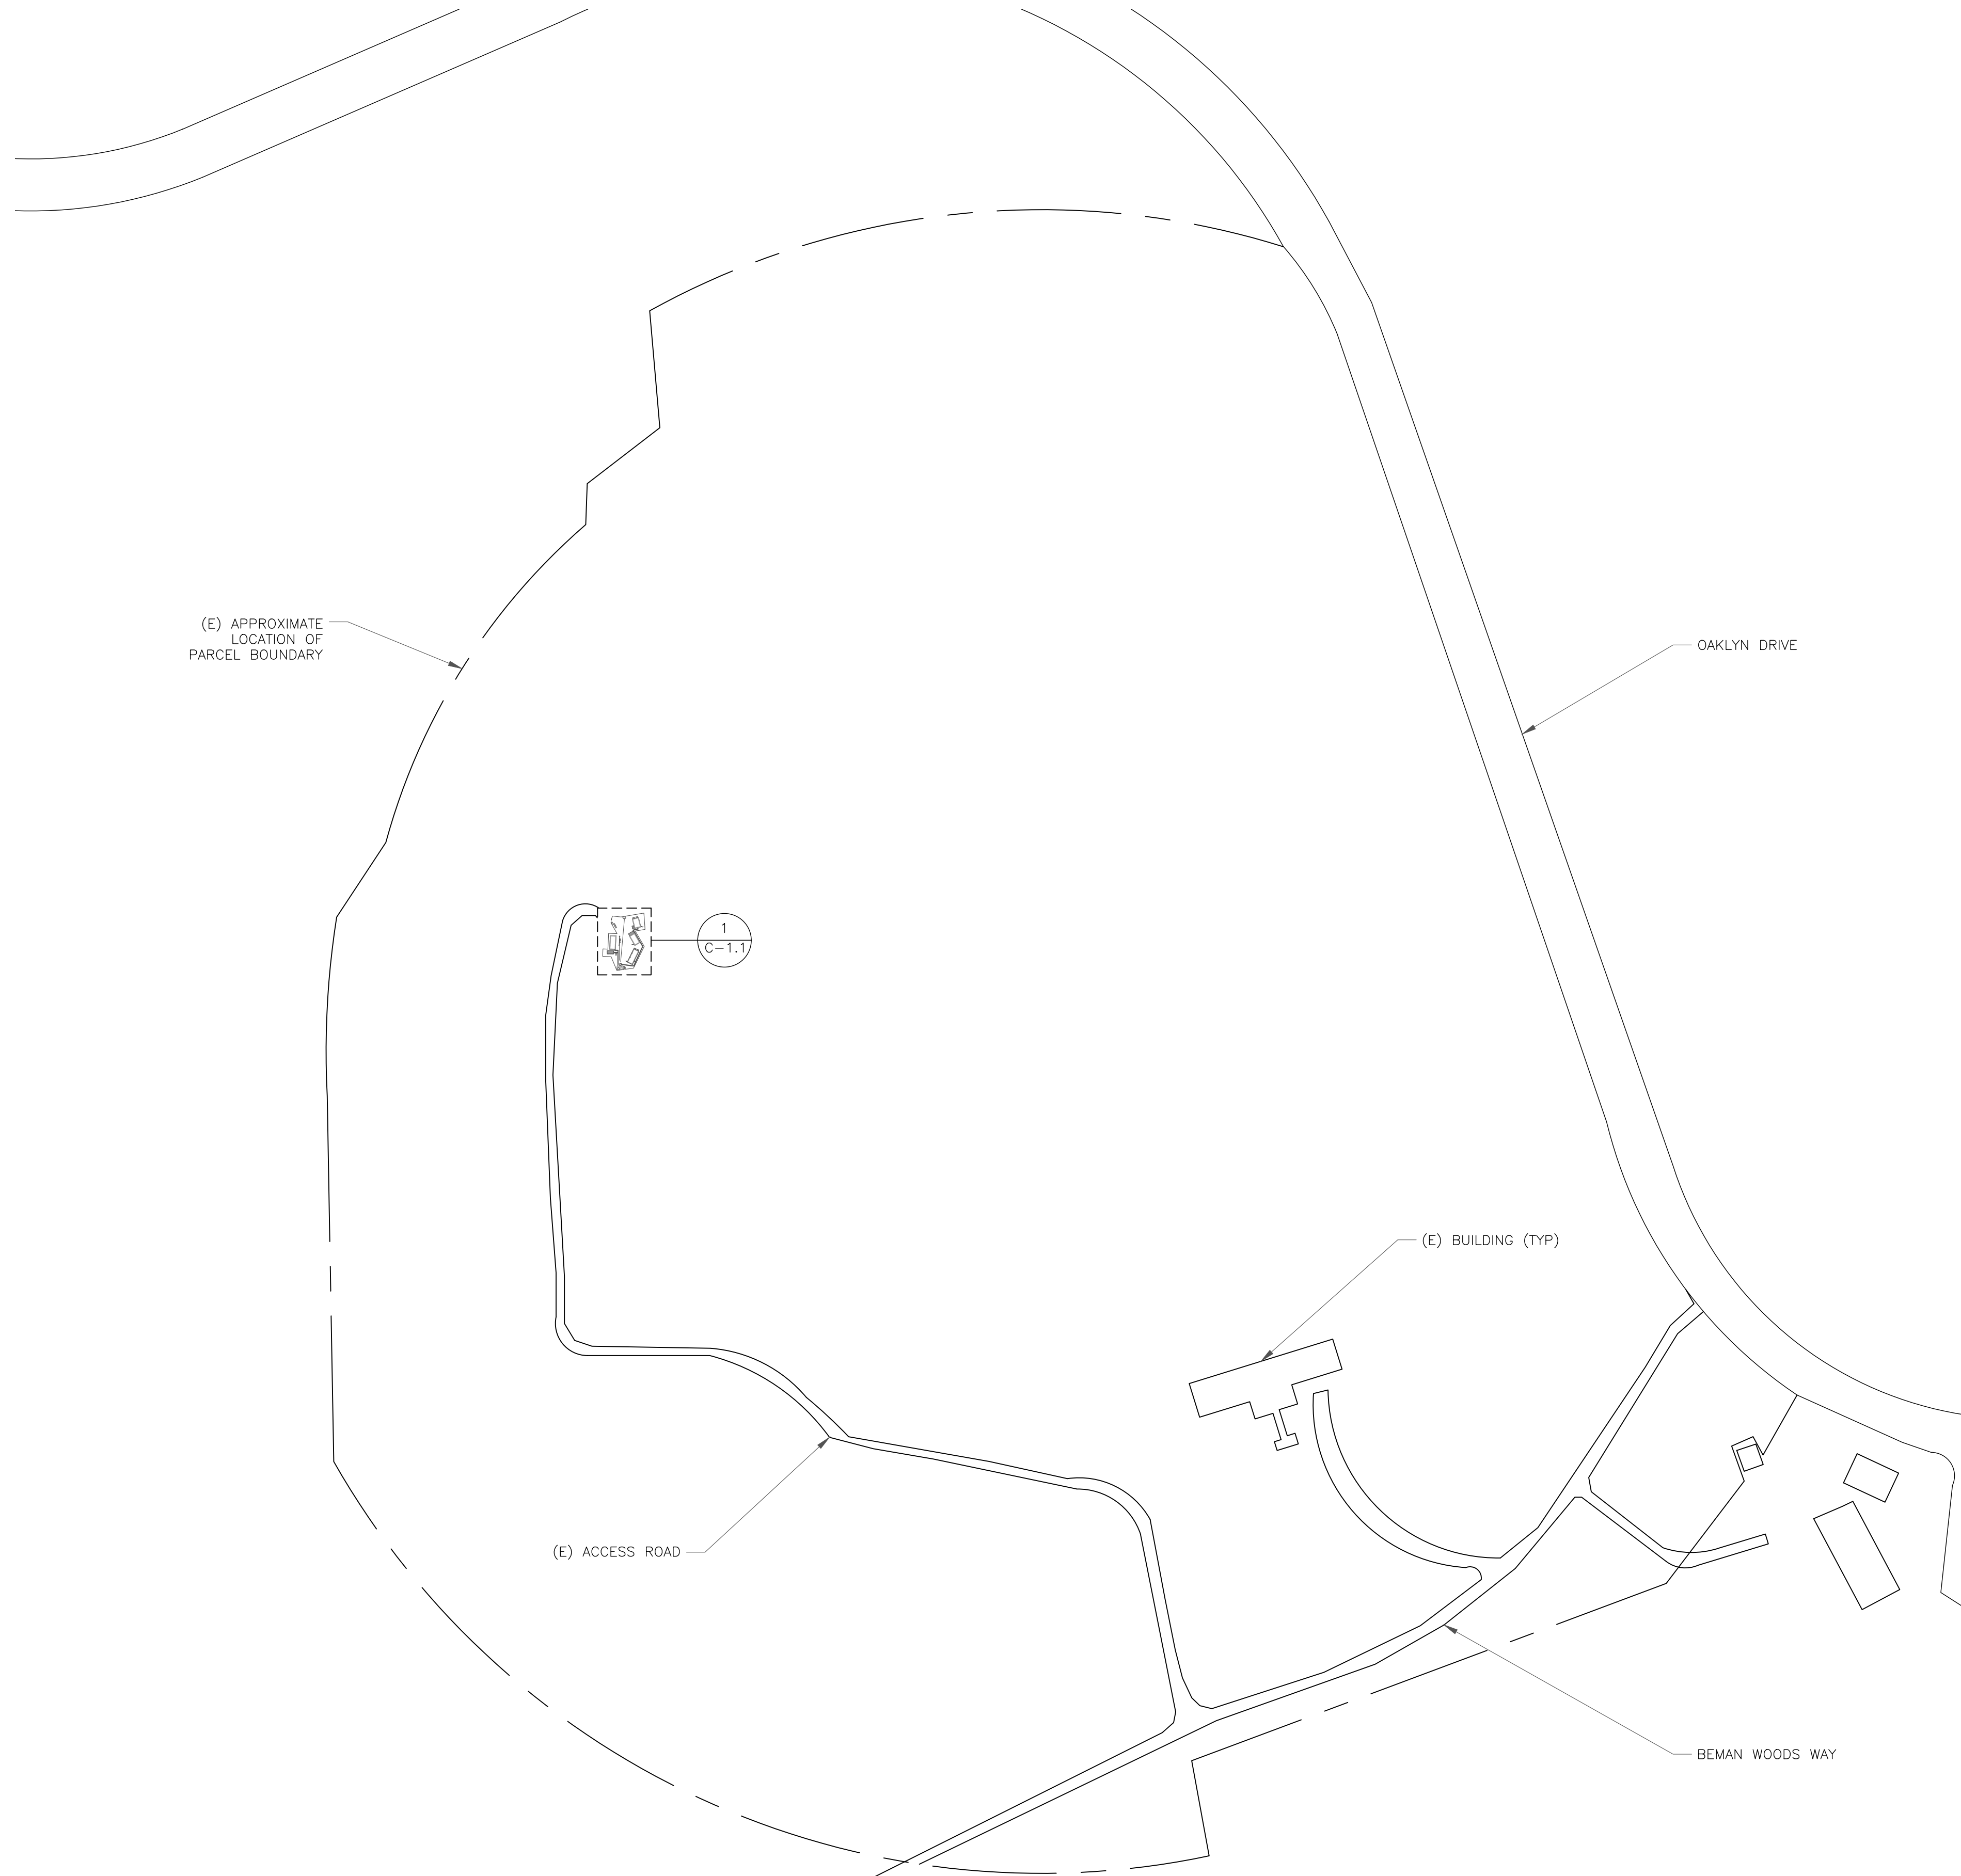 (E) APPROXIMATE
LOCATION OF
PARCEL BOUNDARY
OAKLYN DRIVE
1
C-1.1
(E) BUILDING (TYP)
(E) ACCESS ROAD
BEMAN WOODS WAY